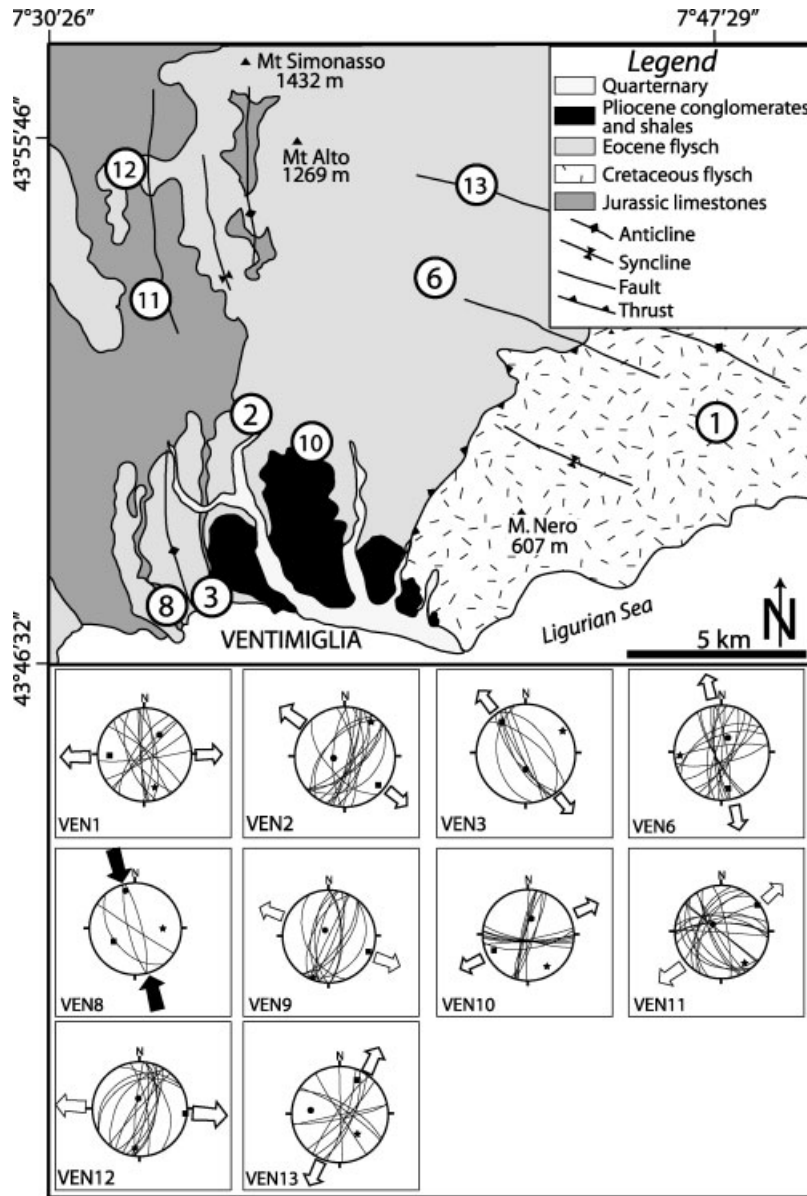 7°30'26"
7°47'29"
43°55'46"
43°46'32"
Mt Simonasso
1432 m
Mt Alto
1269 m
Legend
Quarternary
Pliocene conglomerates
and shales
Eocene flysch
Cretaceous flysch
Jurassic limestones
Anticline
Syncline
Fault
Thrust
12
13
6
11
2
10
1
M. Nero
607 m
8
3
VENTIMIGLIA
Ligurian Sea
N
5 km
N
VEN1
N
VEN2
N
VEN3
N
VEN6
N
VEN8
N
VEN9
N
VEN10
N
VEN11
N
VEN12
N
VEN13